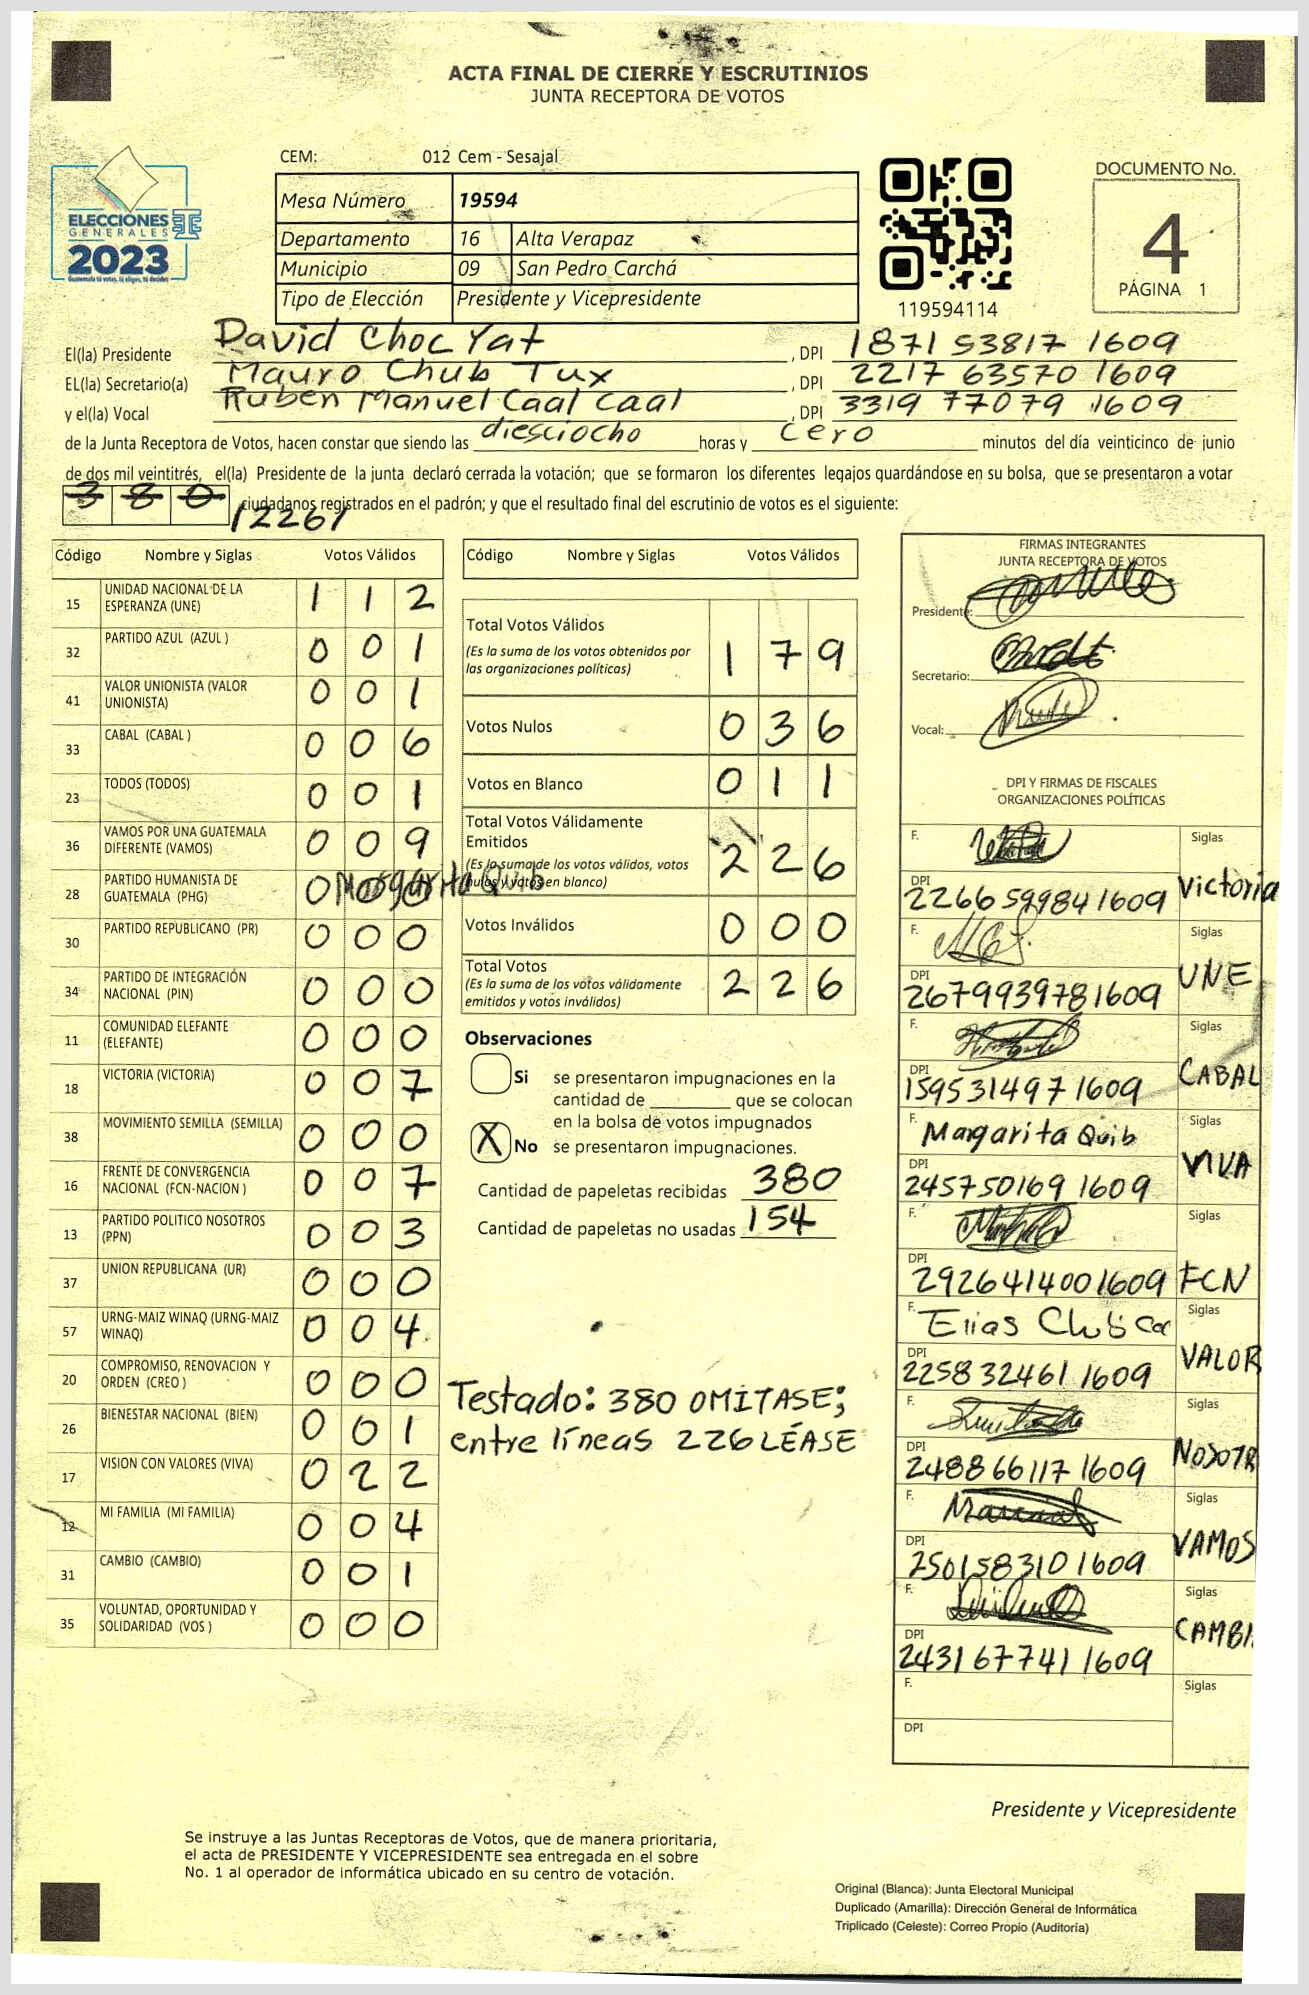 ACTA FINAL DE CIERRE Y ESCRUTINIOS
JUNTA RECEPTORA DE VOTOS
ELECCIONES
GENERALES
2023
CEM: 012 Cem - Sesajal
Mesa Número 19594
Departamento 16 Alta Verapaz
Municipio 09 San Pedro Carchá
Tipo de Elección Presidente y Vicepresidente
119594114
DOCUMENTO No.
4
PÁGINA 1
El(la) Presidente David Choc Yat , DPI 1871 53817 1609
EL(la) Secretario(a) Mauro Chub Tux , DPI 2217 63570 1609
y el(la) Vocal Ruben Manuel Caal Caal , DPI 3319 77079 1609
de la Junta Receptora de Votos, hacen constar que siendo las diesciocho horas y cero minutos del día veinticinco de junio
de dos mil veintitrés, el(la) Presidente de la junta declaró cerrada la votación; que se formaron los diferentes legajos guardándose en su bolsa, que se presentaron a votar
380 ciudadanos registrados en el padrón; y que el resultado final del escrutinio de votos es el siguiente:
/226/
Código Nombre y Siglas Votos Válidos
15 UNIDAD NACIONAL DE LA ESPERANZA (UNE) 1 1 2
32 PARTIDO AZUL (AZUL ) 0 0 1
41 VALOR UNIONISTA (VALOR UNIONISTA) 0 0 1
33 CABAL (CABAL ) 0 0 6
23 TODOS (TODOS) 0 0 1
36 VAMOS POR UNA GUATEMALA DIFERENTE (VAMOS) 0 0 9
28 PARTIDO HUMANISTA DE GUATEMALA (PHG) 0 0 0
Margarita Quib
30 PARTIDO REPUBLICANO (PR) 0 0 0
34 PARTIDO DE INTEGRACIÓN NACIONAL (PIN) 0 0 0
11 COMUNIDAD ELEFANTE (ELEFANTE) 0 0 0
18 VICTORIA (VICTORIA) 0 0 7
38 MOVIMIENTO SEMILLA (SEMILLA) 0 0 0
16 FRENTE DE CONVERGENCIA NACIONAL (FCN-NACION ) 0 0 7
13 PARTIDO POLITICO NOSOTROS (PPN) 0 0 3
37 UNION REPUBLICANA (UR) 0 0 0
57 URNG-MAIZ WINAQ (URNG-MAIZ WINAQ) 0 0 4
20 COMPROMISO, RENOVACION Y ORDEN (CREO ) 0 0 0
26 BIENESTAR NACIONAL (BIEN) 0 0 1
17 VISION CON VALORES (VIVA) 0 2 2
12 MI FAMILIA (MI FAMILIA) 0 0 4
31 CAMBIO (CAMBIO) 0 0 1
35 VOLUNTAD, OPORTUNIDAD Y SOLIDARIDAD (VOS ) 0 0 0
Código Nombre y Siglas Votos Válidos
Total Votos Válidos 1 7 9
(Es la suma de los votos obtenidos por
las organizaciones políticas)
Votos Nulos 0 3 6
Votos en Blanco 0 1 1
Total Votos Válidamente
Emitidos 2 2 6
(Es la suma de los votos válidos, votos
nulos y votos en blanco)
Votos Inválidos 0 0 0
Total Votos 2 2 6
(Es la suma de los votos válidamente
emitidos y votos inválidos)
Observaciones
Si se presentaron impugnaciones en la
cantidad de ________ que se colocan
en la bolsa de votos impugnados
X No se presentaron impugnaciones.
Cantidad de papeletas recibidas 380
Cantidad de papeletas no usadas 154
Testado: 380 OMÍTASE;
entre líneas 226 LÉASE
FIRMAS INTEGRANTES
JUNTA RECEPTORA DE VOTOS
Presidente:
Secretario:
Vocal:
DPI Y FIRMAS DE FISCALES
ORGANIZACIONES POLÍTICAS
F. Siglas
DPI 2266 59984 1609 Victoria
F. Siglas
DPI 2679939781609 UNE
F. Siglas
DPI 159531497 1609 CABAL
F. Margarita Quib Siglas
DPI 245750169 1609 VIVA
F. Siglas
DPI 2926414001609 FCN
F. Elias Chub Siglas
DPI 225832461 1609 VALOR
F. Siglas
DPI 248866117 1609 NOSOTR
F. Siglas
DPI 250158310 1609 VAMOS
F. Siglas
DPI 243167741 1609 CAMBI
F. Siglas
DPI
Presidente y Vicepresidente
Se instruye a las Juntas Receptoras de Votos, que de manera prioritaria,
el acta de PRESIDENTE Y VICEPRESIDENTE sea entregada en el sobre
No. 1 al operador de informática ubicado en su centro de votación.
Original (Blanca): Junta Electoral Municipal
Duplicado (Amarilla): Dirección General de Informática
Triplicado (Celeste): Correo Propio (Auditoría)